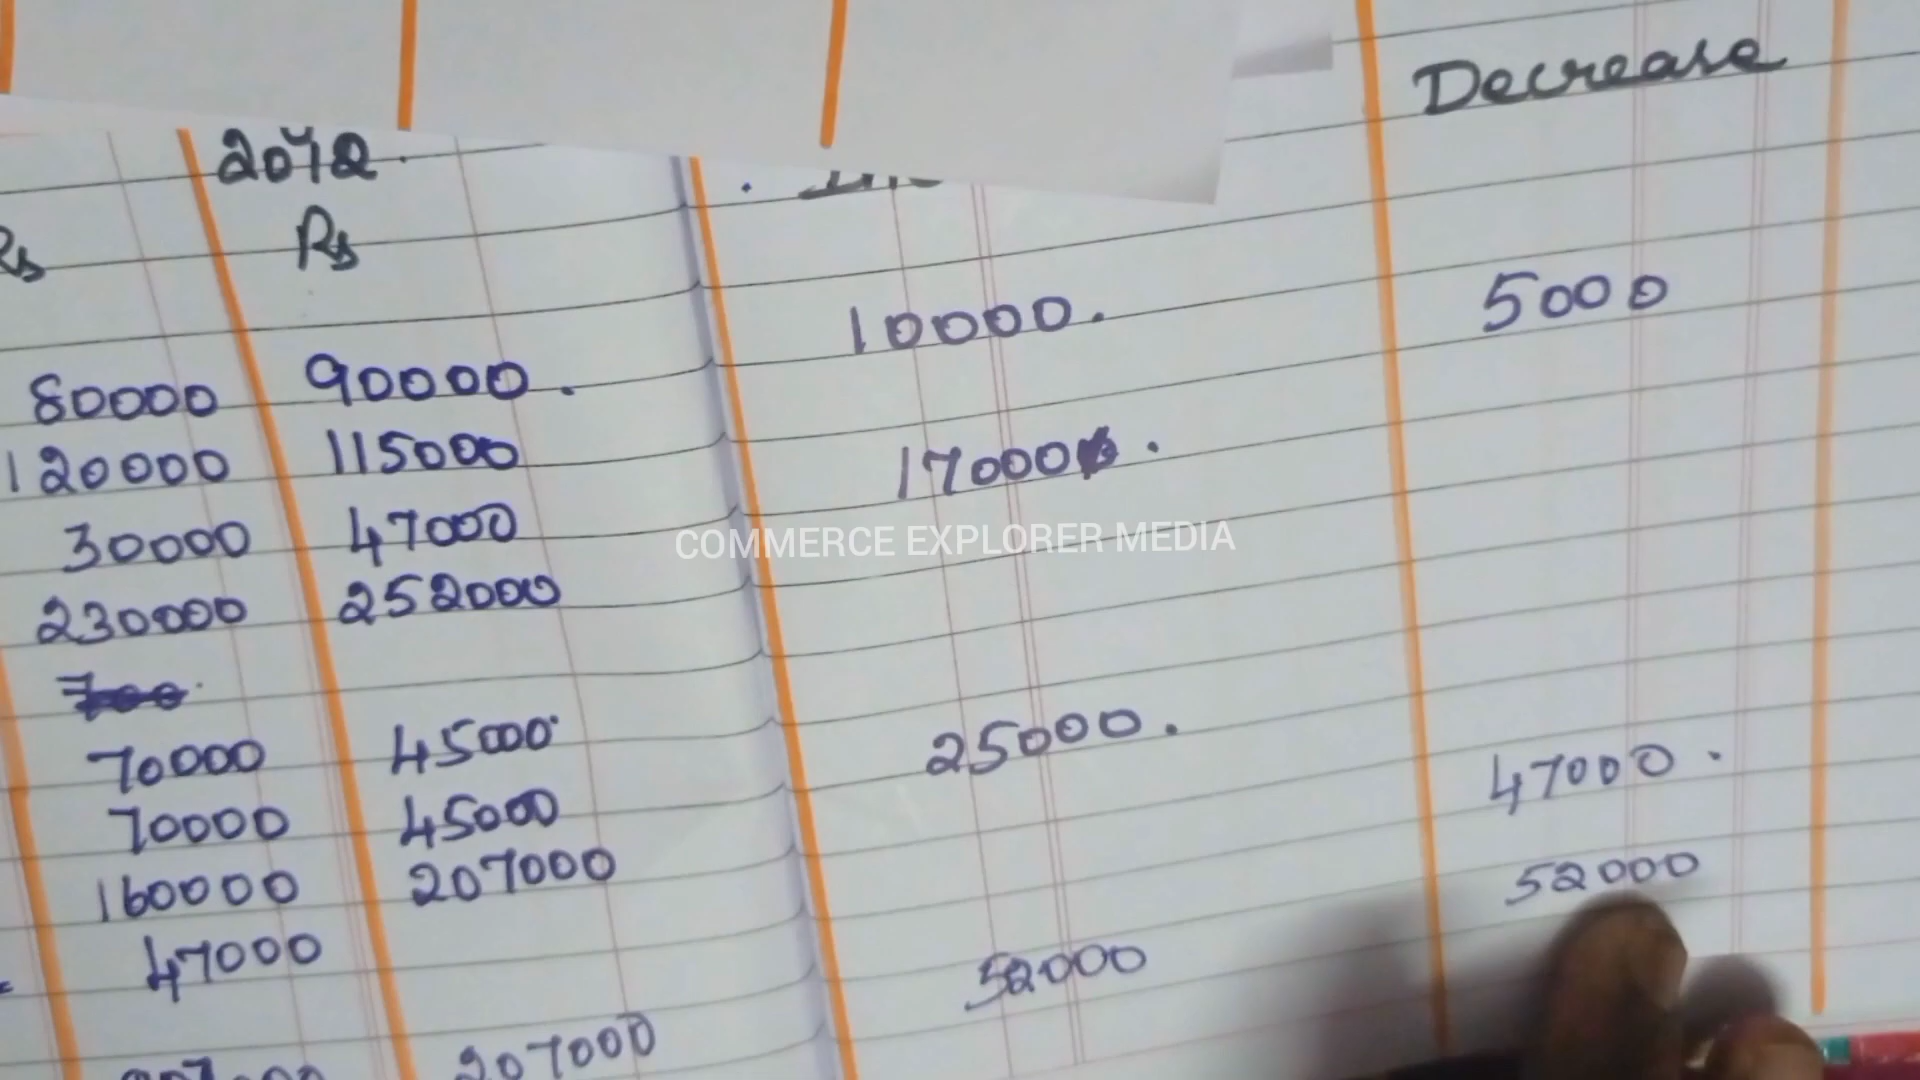 Decrease
2012.
Rs Rs
80000 90000. 10000. 5000
120000 115000
30000 47000 17000.
230000 252000
COMMERCE EXPLORER MEDIA
70000 45000 25000.
70000 45000 47000.
160000 207000 52000
47000 52000
207000